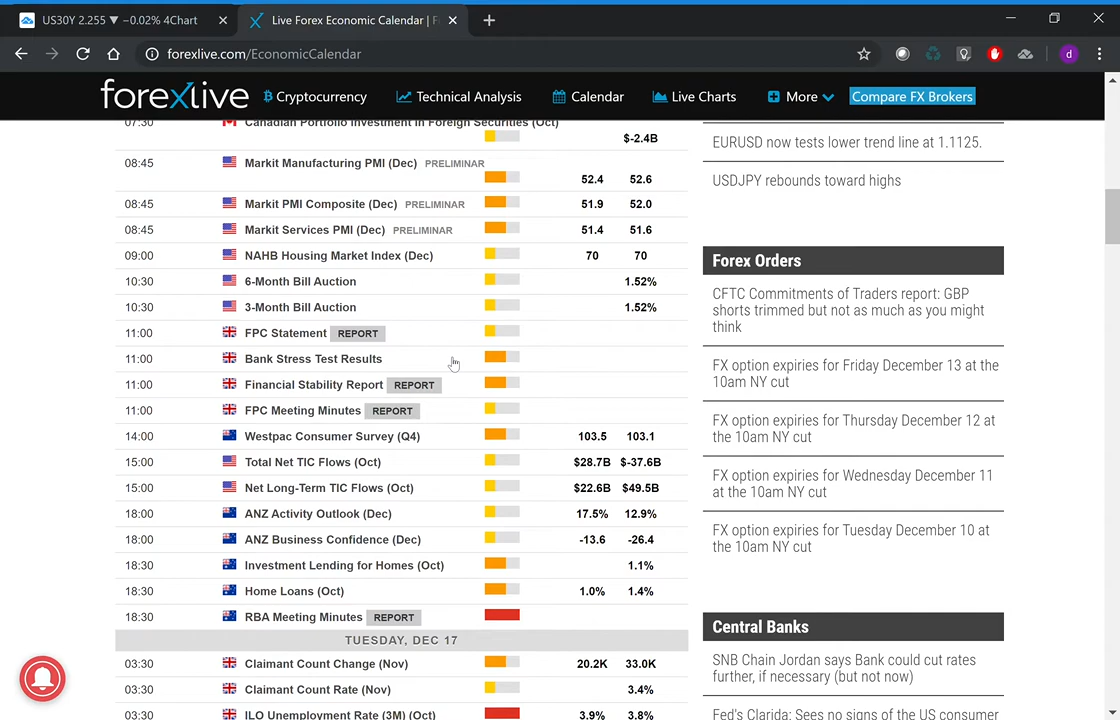 US30Y 2.255 ▼ −0.02% 4Chart
Live Forex Economic Calendar | F
forexlive.com/EconomicCalendar
d
forexlive
Cryptocurrency
Technical Analysis
Calendar
Live Charts
More
Compare FX Brokers
07:30 Canadian Portfolio Investment in Foreign Securities (Oct)
$-2.4B
08:45 Markit Manufacturing PMI (Dec) PRELIMINAR
52.4 52.6
08:45 Markit PMI Composite (Dec) PRELIMINAR 51.9 52.0
08:45 Markit Services PMI (Dec) PRELIMINAR 51.4 51.6
09:00 NAHB Housing Market Index (Dec) 70 70
10:30 6-Month Bill Auction 1.52%
10:30 3-Month Bill Auction 1.52%
11:00 FPC Statement REPORT
11:00 Bank Stress Test Results
11:00 Financial Stability Report REPORT
11:00 FPC Meeting Minutes REPORT
14:00 Westpac Consumer Survey (Q4) 103.5 103.1
15:00 Total Net TIC Flows (Oct) $28.7B $-37.6B
15:00 Net Long-Term TIC Flows (Oct) $22.6B $49.5B
18:00 ANZ Activity Outlook (Dec) 17.5% 12.9%
18:00 ANZ Business Confidence (Dec) -13.6 -26.4
18:30 Investment Lending for Homes (Oct) 1.1%
18:30 Home Loans (Oct) 1.0% 1.4%
18:30 RBA Meeting Minutes REPORT
TUESDAY, DEC 17
03:30 Claimant Count Change (Nov) 20.2K 33.0K
03:30 Claimant Count Rate (Nov) 3.4%
03:30 ILO Unemployment Rate (3M) (Oct) 3.9% 3.8%
EURUSD now tests lower trend line at 1.1125.
USDJPY rebounds toward highs
Forex Orders
CFTC Commitments of Traders report: GBP
shorts trimmed but not as much as you might
think
FX option expiries for Friday December 13 at the
10am NY cut
FX option expiries for Thursday December 12 at
the 10am NY cut
FX option expiries for Wednesday December 11
at the 10am NY cut
FX option expiries for Tuesday December 10 at
the 10am NY cut
Central Banks
SNB Chain Jordan says Bank could cut rates
further, if necessary (but not now)
Fed's Clarida: Sees no signs of the US consumer